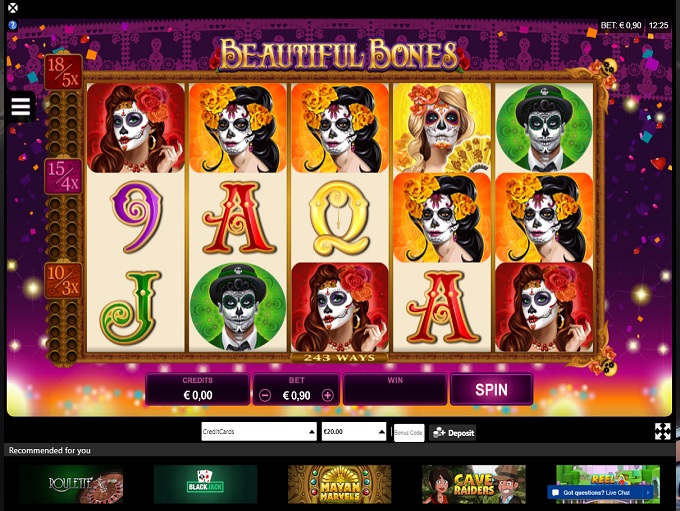 BET: € 0,90 12:25
BEAUTIFUL BONES
18/5x
15/4x
10/3x
9 A Q
J A
243 WAYS
CREDITS BET WIN
€ 0,00 € 0,90 SPIN
CreditCards €20.00 Bonus Code Deposit
Recommended for you
ROULETTE BLACKJACK MAYAN MARVELS CAVE RAIDERS REEL
Got questions? Live Chat